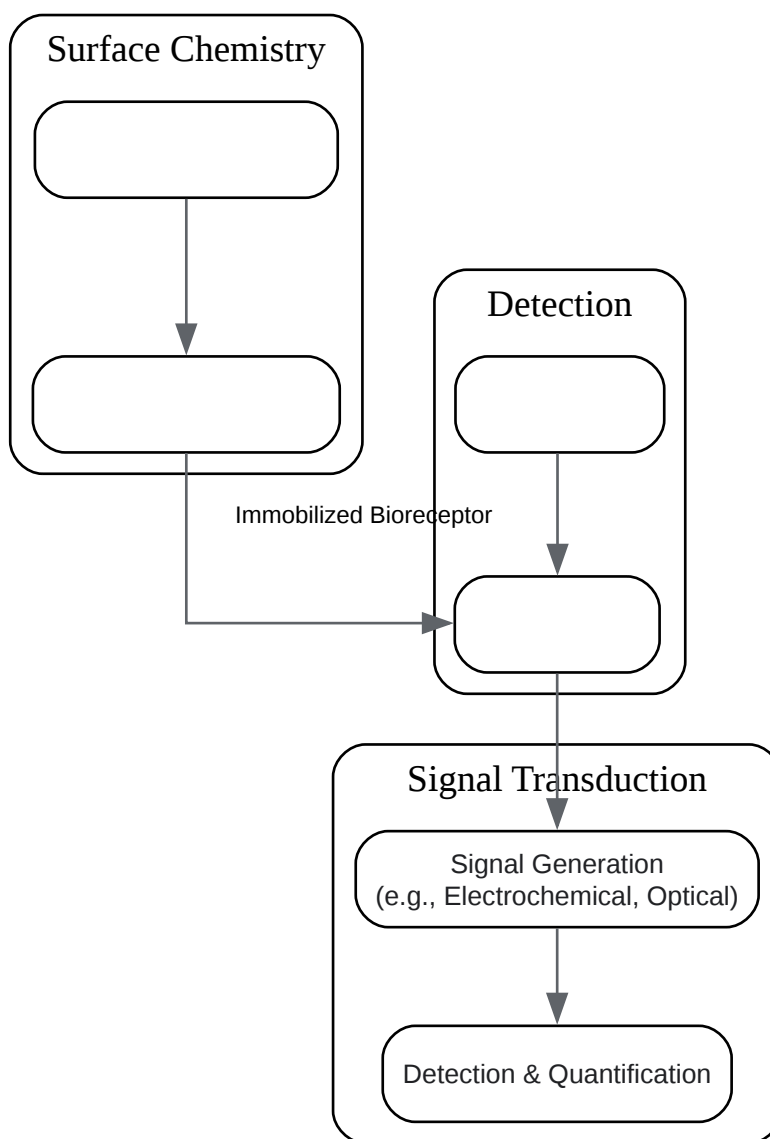 Surface Chemistry
Detection
Immobilized Bioreceptor
Signal Transduction
Signal Generation
(e.g., Electrochemical, Optical)
Detection & Quantification